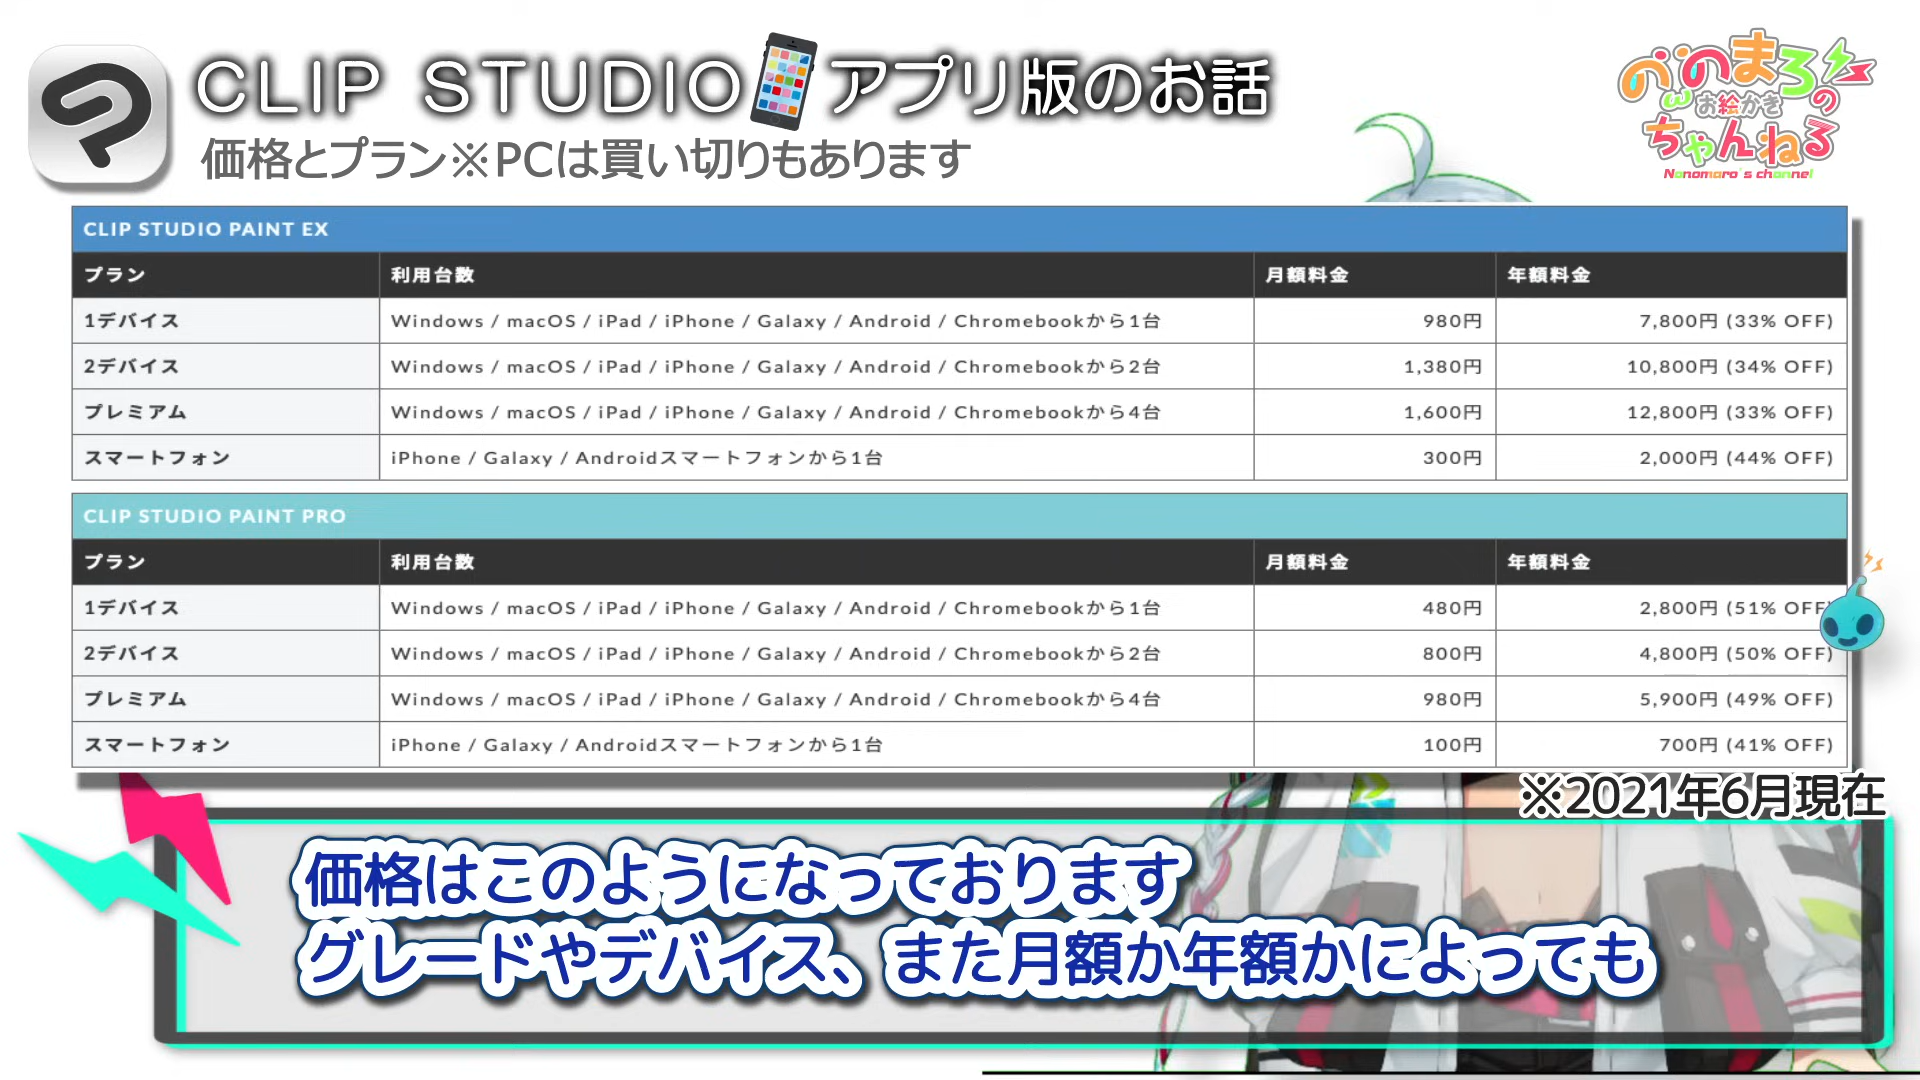 CLIP STUDIO アプリ版のお話
価格とプラン※PCは買い切りもあります
ののまろの
お絵かき
ちゃんねる
Nonomaro's channel
CLIP STUDIO PAINT EX
プラン 利用台数 月額料金 年額料金
1デバイス Windows / macOS / iPad / iPhone / Galaxy / Android / Chromebookから1台 980円 7,800円 (33% OFF)
2デバイス Windows / macOS / iPad / iPhone / Galaxy / Android / Chromebookから2台 1,380円 10,800円 (34% OFF)
プレミアム Windows / macOS / iPad / iPhone / Galaxy / Android / Chromebookから4台 1,600円 12,800円 (33% OFF)
スマートフォン iPhone / Galaxy / Androidスマートフォンから1台 300円 2,000円 (44% OFF)
CLIP STUDIO PAINT PRO
プラン 利用台数 月額料金 年額料金
1デバイス Windows / macOS / iPad / iPhone / Galaxy / Android / Chromebookから1台 480円 2,800円 (51% OFF)
2デバイス Windows / macOS / iPad / iPhone / Galaxy / Android / Chromebookから2台 800円 4,800円 (50% OFF)
プレミアム Windows / macOS / iPad / iPhone / Galaxy / Android / Chromebookから4台 980円 5,900円 (49% OFF)
スマートフォン iPhone / Galaxy / Androidスマートフォンから1台 100円 700円 (41% OFF)
※2021年6月現在
価格はこのようになっております
グレードやデバイス、また月額か年額かによっても